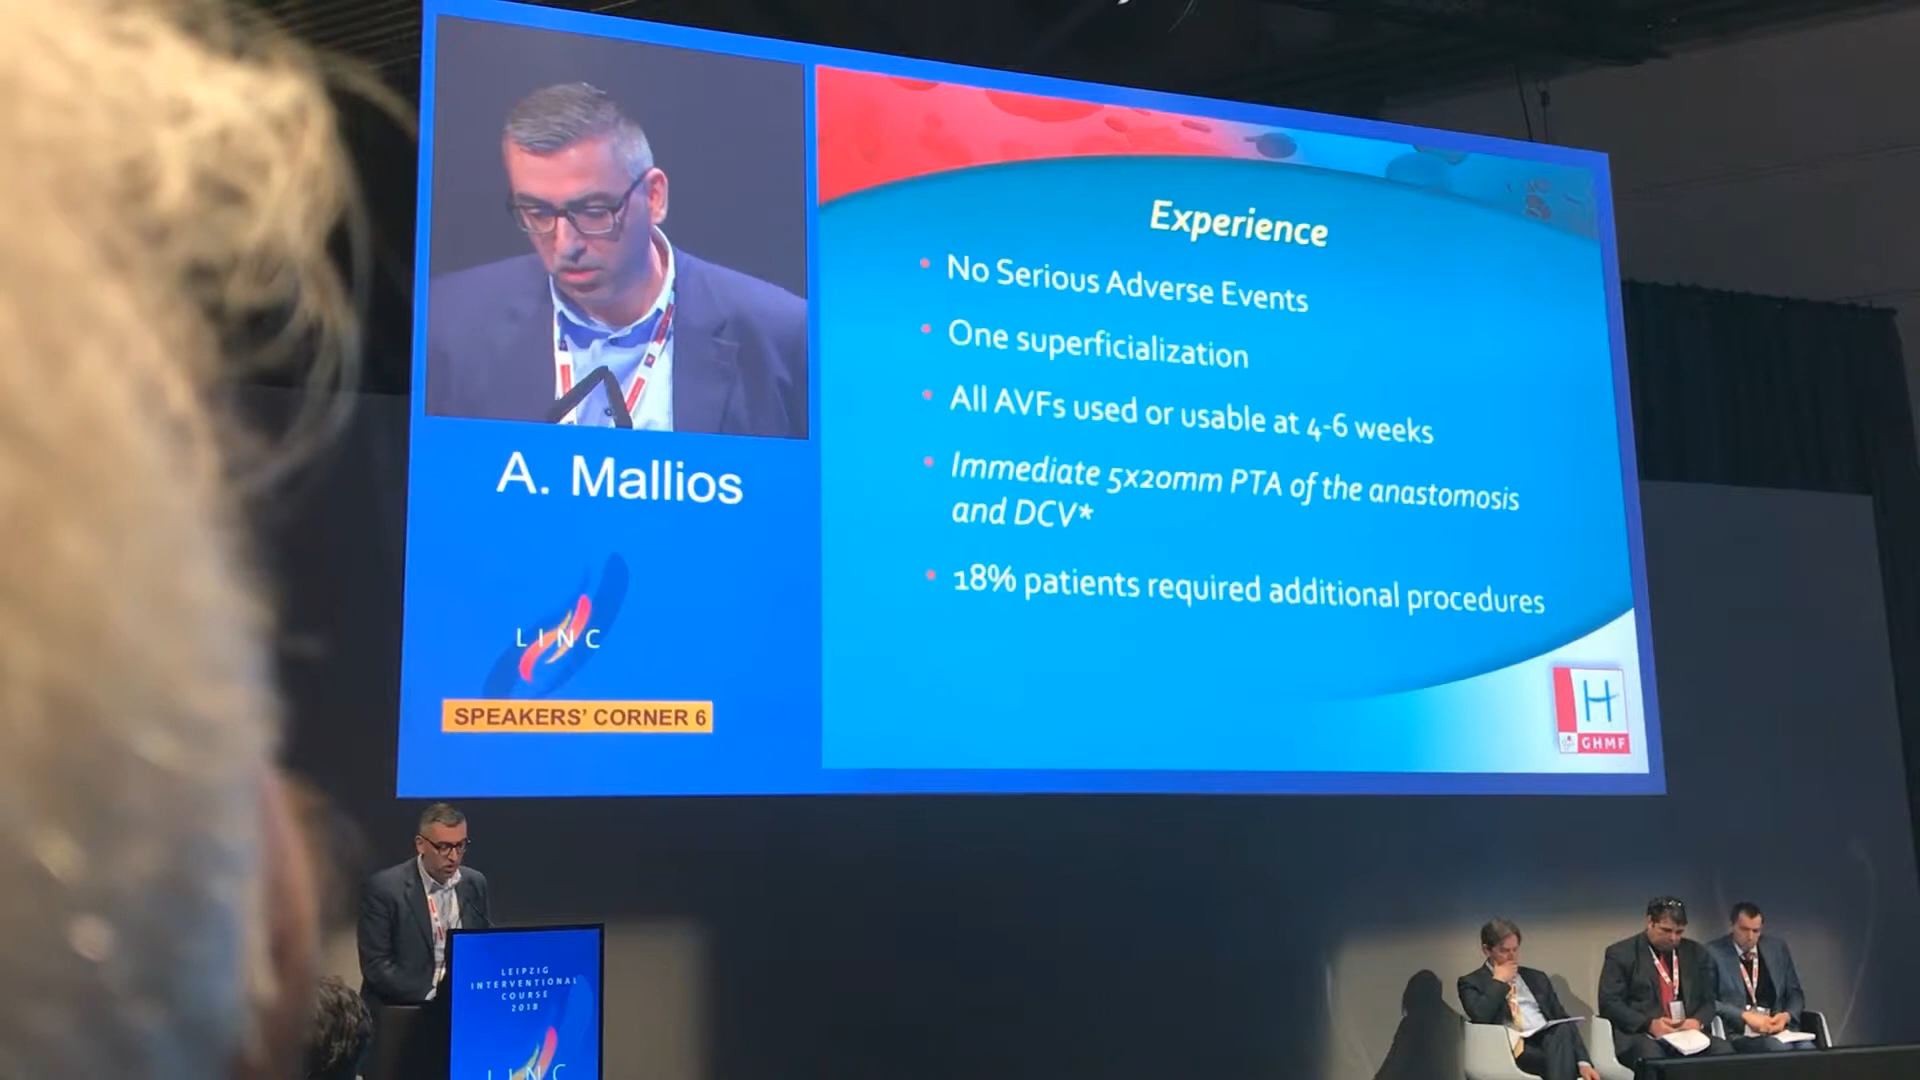 Experience
No Serious Adverse Events
One superficialization
All AVFs used or usable at 4-6 weeks
Immediate 5x20mm PTA of the anastomosis
and DCV*
18% patients required additional procedures
A. Mallios
LINC
SPEAKERS' CORNER 6
H
GHMF
LEIPZIG
INTERVENTIONAL
COURSE
2018
LINC